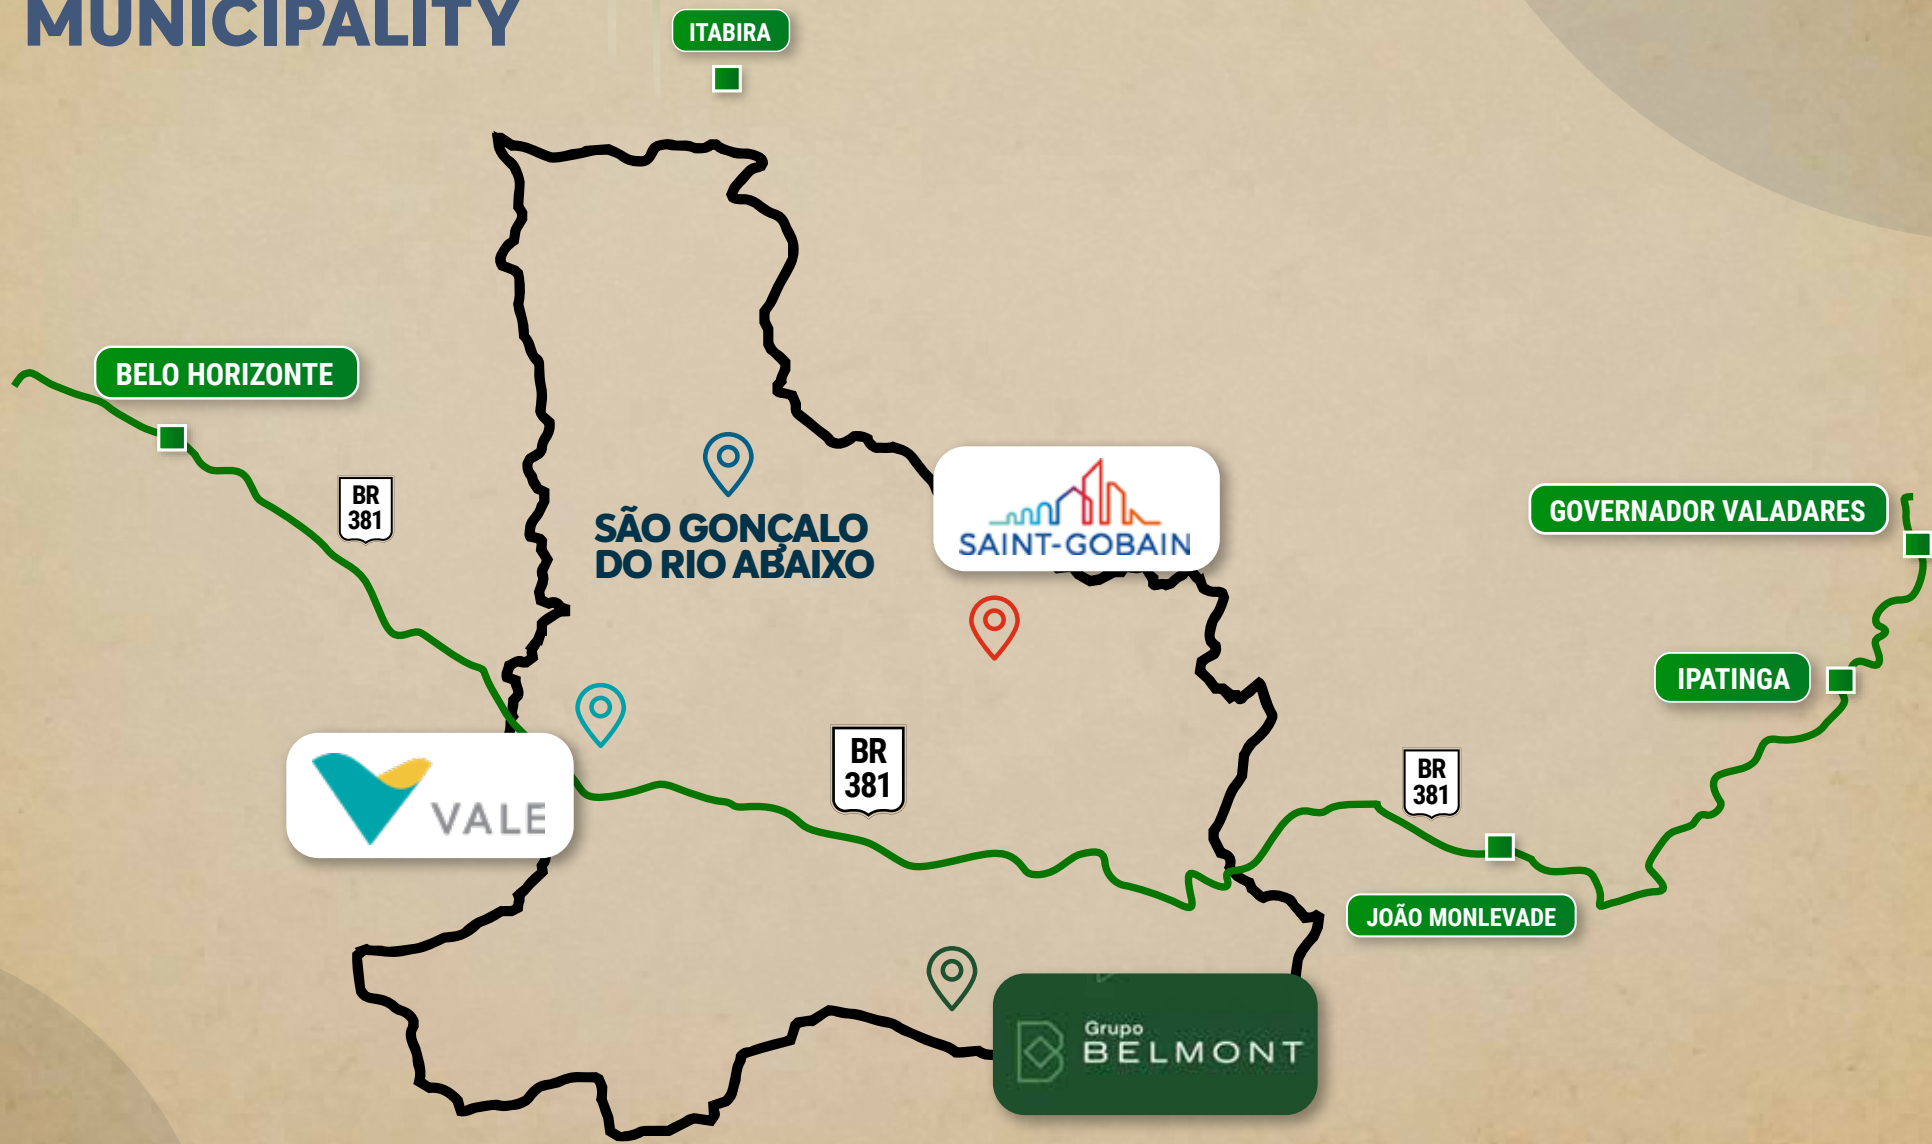 MUNICIPALITY
ITABIRA
BELO HORIZONTE
BR
381
SÃO GONÇALO
DO RIO ABAIXO
SAINT-GOBAIN
GOVERNADOR VALADARES
IPATINGA
BR
381
VALE
BR
381
JOÃO MONLEVADE
Grupo
BELMONT